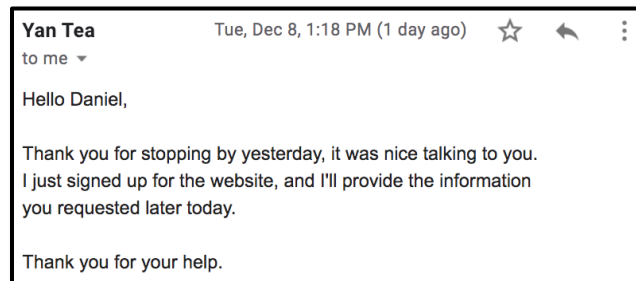 Yan Tea Tue, Dec 8, 1:18 PM (1 day ago)
to me
Hello Daniel,
Thank you for stopping by yesterday, it was nice talking to you.
I just signed up for the website, and I'll provide the information
you requested later today.
Thank you for your help.